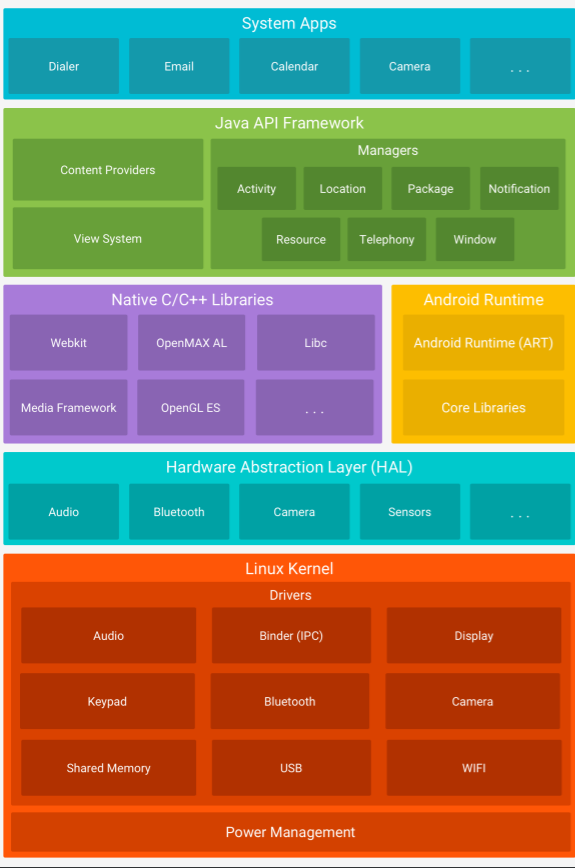 System Apps
Dialer
Email
Calendar
Camera
. . .
Java API Framework
Content Providers
View System
Managers
Activity
Location
Package
Notification
Resource
Telephony
Window
Native C/C++ Libraries
Webkit
OpenMAX AL
Libc
Media Framework
OpenGL ES
. . .
Android Runtime
Android Runtime (ART)
Core Libraries
Hardware Abstraction Layer (HAL)
Audio
Bluetooth
Camera
Sensors
. . .
Linux Kernel
Drivers
Audio
Binder (IPC)
Display
Keypad
Bluetooth
Camera
Shared Memory
USB
WIFI
Power Management